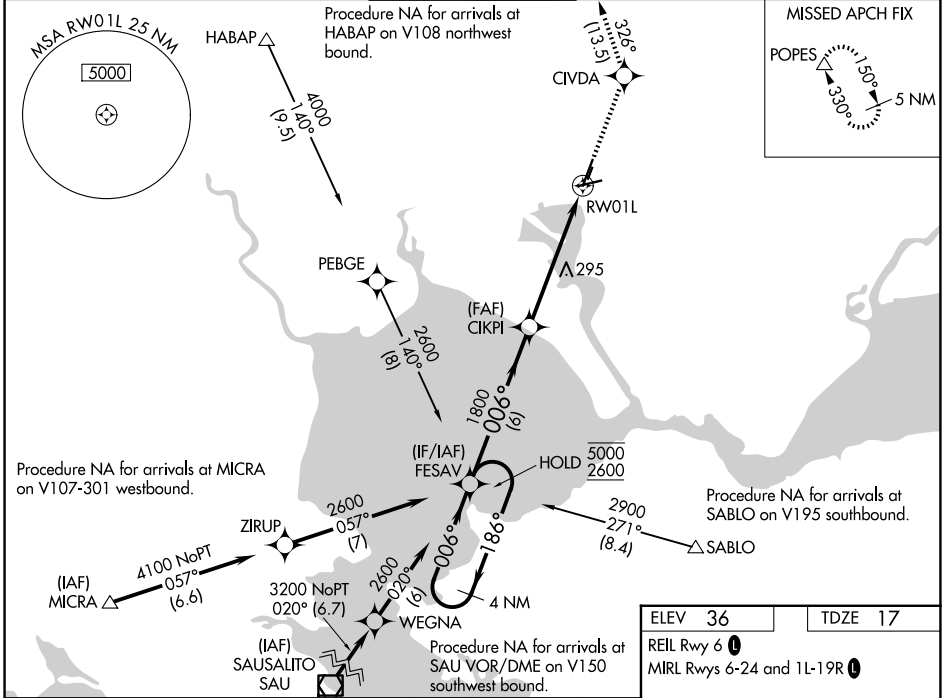 MSA RW01L 25 NM
5000
HABAP
Procedure NA for arrivals at
HABAP on V108 northwest
bound.
326°
(13.5)
CIVDA
MISSED APCH FIX
POPES
150°
330°
5 NM
4000
140°
(9.5)
RW01L
PEBGE
295
(FAF)
CIKPI
2600
140°
(8)
1800
006°
(6)
(IF/IAF)
FESAV
HOLD
5000
2600
Procedure NA for arrivals at MICRA
on V107-301 westbound.
Procedure NA for arrivals at
SABLO on V195 southbound.
2900
271°
(8.4)
SABLO
ZIRUP
2600
057°
(7)
4100 NoPT
057°
(6.6)
(IAF)
MICRA
006°
186°
4 NM
2600
020°
(6)
3200 NoPT
020° (6.7)
WEGNA
(IAF)
SAUSALITO
SAU
Procedure NA for arrivals at
SAU VOR/DME on V150
southwest bound.
ELEV 36
TDZE 17
REIL Rwy 6 L
MIRL Rwys 6-24 and 1L-19R L